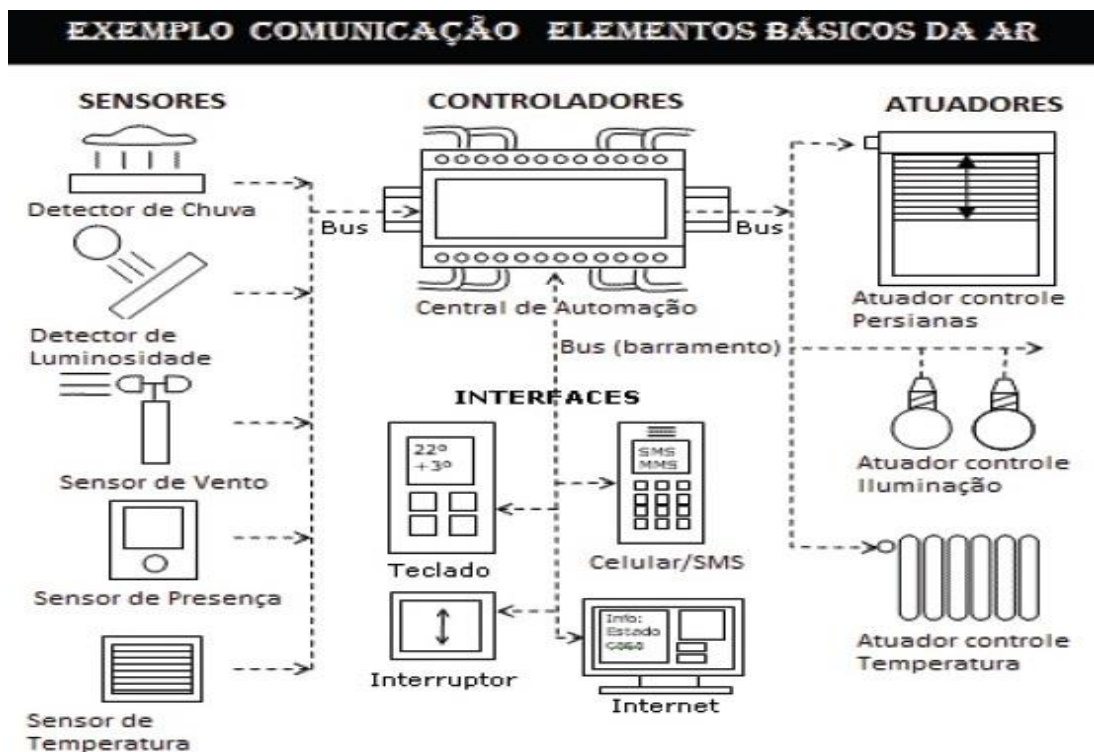 EXEMPLO COMUNICAÇÃO ELEMENTOS BÁSICOS DA AR
SENSORES
Detector de Chuva
Detector de
Luminosidade
Sensor de Vento
Sensor de Presença
Sensor de
Temperatura
CONTROLADORES
Bus
Bus
Central de Automação
Bus (barramento)
INTERFACES
22º
+3º
Teclado
SMS
MMS
Celular/SMS
Interruptor
Info:
Estado
Internet
ATUADORES
Atuador controle
Persianas
Atuador controle
Iluminação
Atuador controle
Temperatura